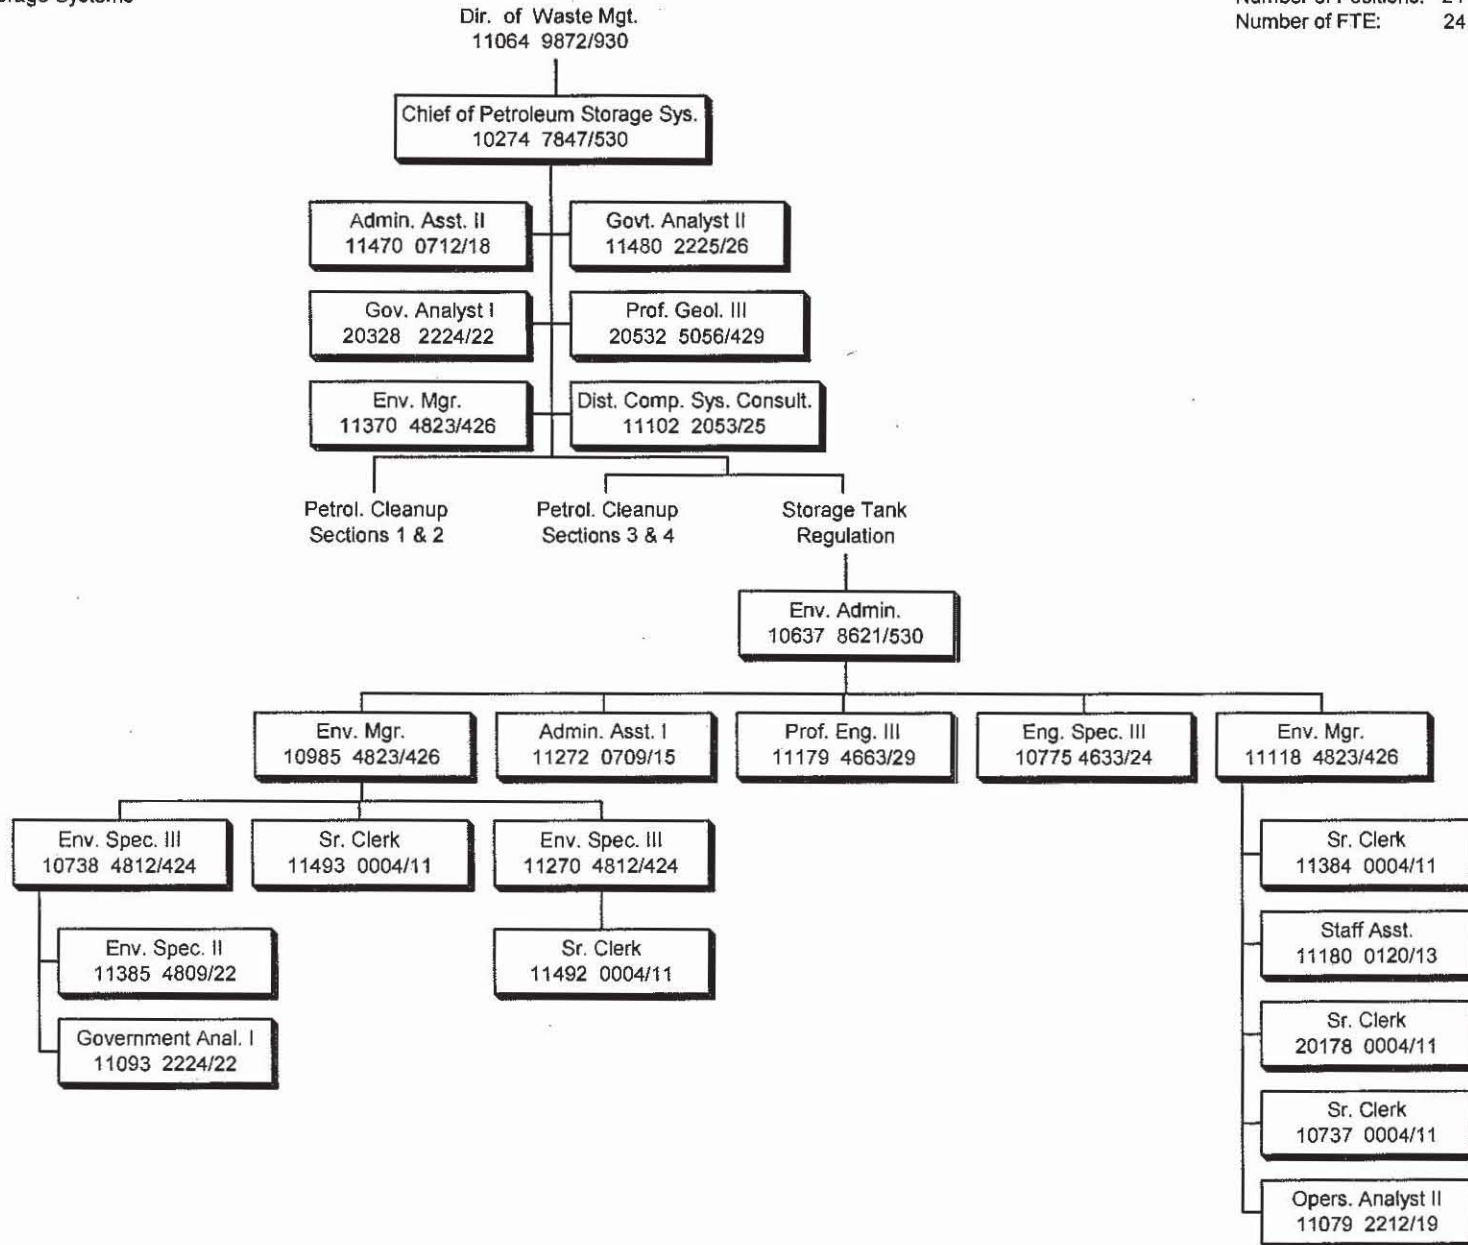 Storage Systems
Number of Positions: 24
Number of FTE: 24
Dir. of Waste Mgt.
11064 9872/930
Chief of Petroleum Storage Sys.
10274 7847/530
Admin. Asst. II
11470 0712/18
Govt. Analyst II
11480 2225/26
Gov. Analyst I
20328 2224/22
Prof. Geol. III
20532 5056/429
Env. Mgr.
11370 4823/426
Dist. Comp. Sys. Consult.
11102 2053/25
Petrol. Cleanup
Sections 1 & 2
Petrol. Cleanup
Sections 3 & 4
Storage Tank
Regulation
Env. Admin.
10637 8621/530
Env. Mgr.
10985 4823/426
Admin. Asst. I
11272 0709/15
Prof. Eng. III
11179 4663/29
Eng. Spec. III
10775 4633/24
Env. Mgr.
11118 4823/426
Env. Spec. III
10738 4812/424
Sr. Clerk
11493 0004/11
Env. Spec. III
11270 4812/424
Sr. Clerk
11384 0004/11
Env. Spec. II
11385 4809/22
Sr. Clerk
11492 0004/11
Staff Asst.
11180 0120/13
Government Anal. I
11093 2224/22
Sr. Clerk
20178 0004/11
Sr. Clerk
10737 0004/11
Opers. Analyst II
11079 2212/19